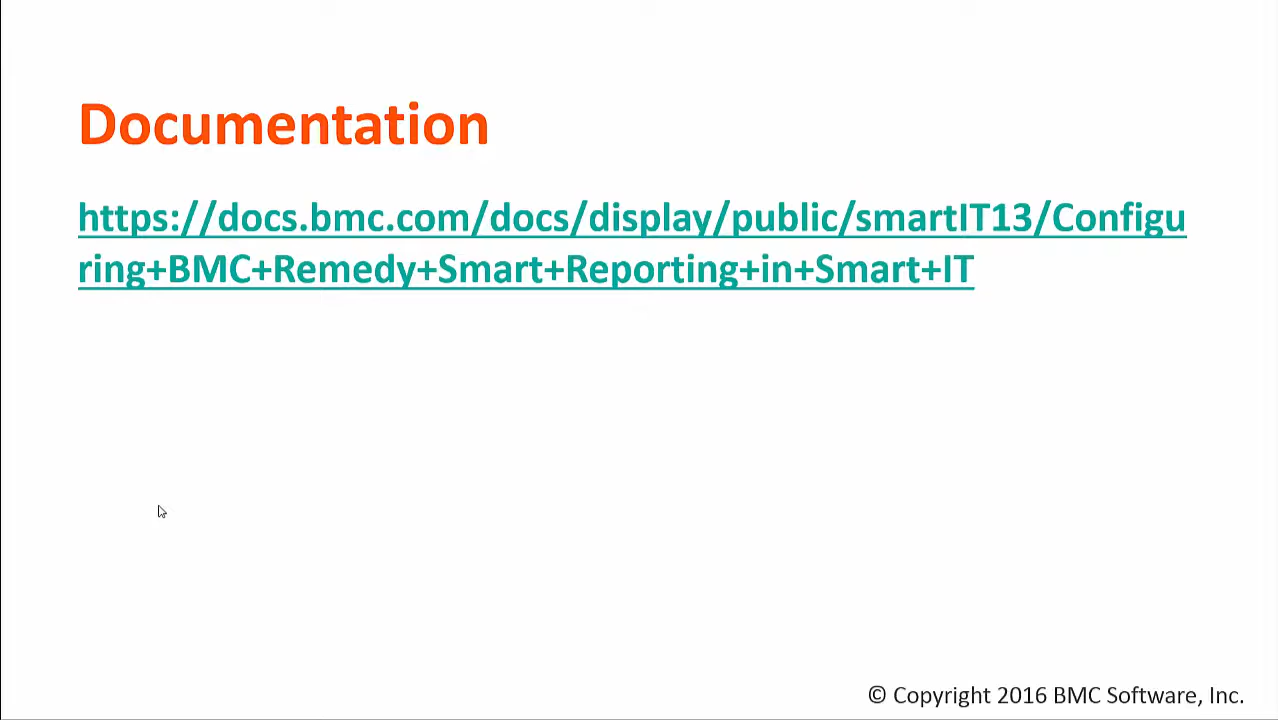 Documentation
https://docs.bmc.com/docs/display/public/smartIT13/Configu
ring+BMC+Remedy+Smart+Reporting+in+Smart+IT
© Copyright 2016 BMC Software, Inc.